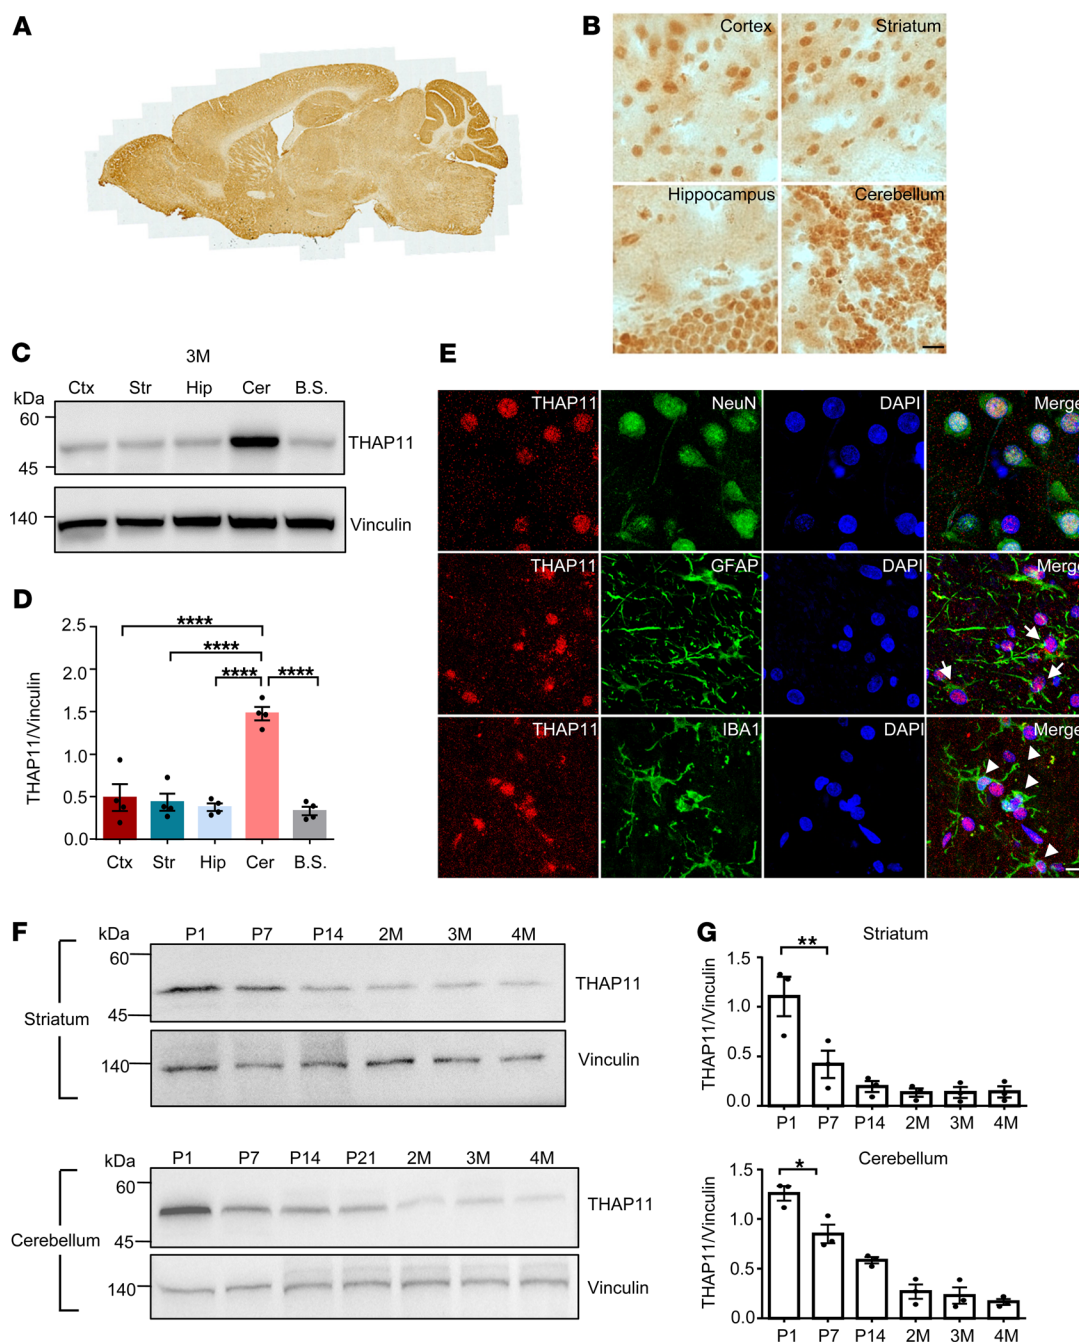 A
B
Cortex
Striatum
Hippocampus
Cerebellum
C
3M
Ctx Str Hip Cer B.S.
kDa
60
THAP11
45
140
Vinculin
D
THAP11/vinculin
2.5
2.0
1.5
1.0
0.5
0.0
****
****
**** ****
Ctx Str Hip Cer B.S.
E
THAP11 NeuN DAPI Merge
THAP11 GFAP DAPI Merge
THAP11 IBA1 DAPI Merge
F
kDa P1 P7 P14 2M 3M 4M
60
THAP11
45
Striatum
140
Vinculin
kDa P1 P7 P14 P21 2M 3M 4M
60
THAP11
45
Cerebellum
140
Vinculin
G
Striatum
THAP11/Vinculin
1.5
1.0
0.5
0.0
**
P1 P7 P14 2M 3M 4M
Cerebellum
THAP11/Vinculin
1.5
1.0
0.5
0.0
*
P1 P7 P14 2M 3M 4M